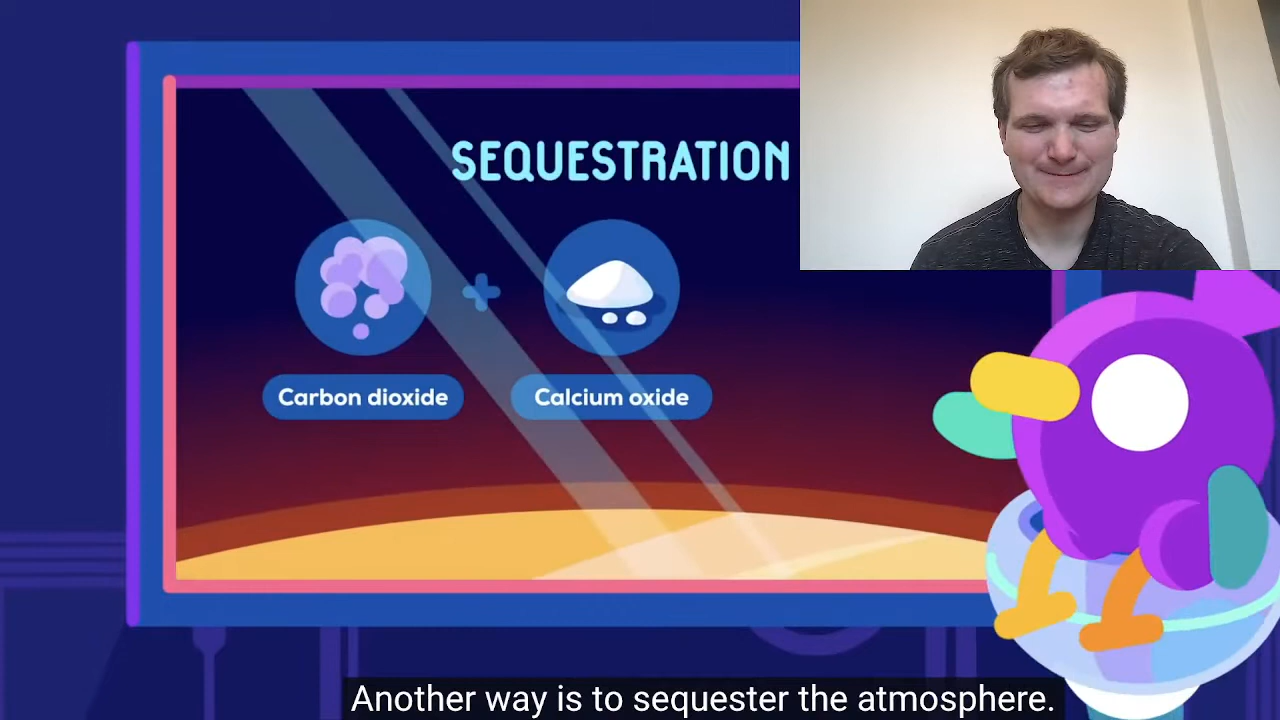 SEQUESTRATION
Carbon dioxide
Calcium oxide
Another way is to sequester the atmosphere.